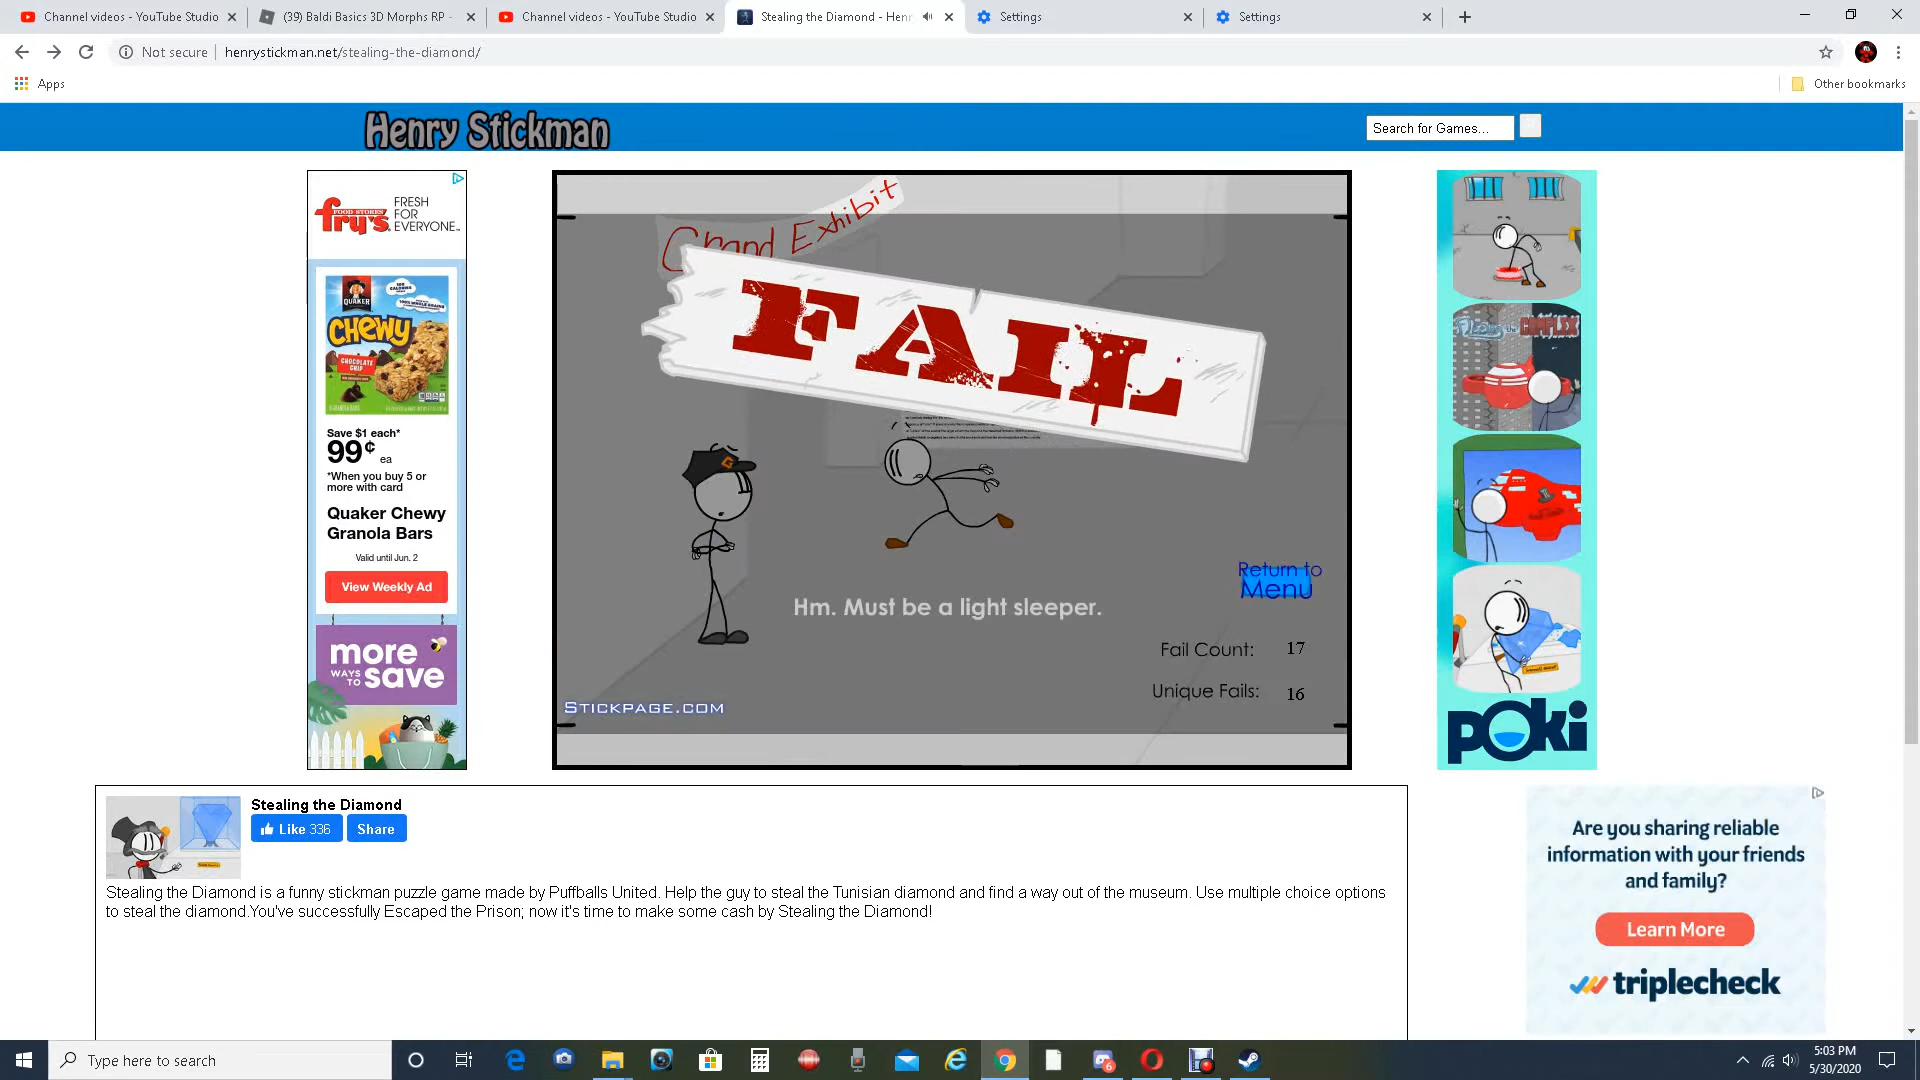 Channel videos - YouTube Studio
(39) Baldi Basics 3D Morphs RP -
Channel videos - YouTube Studio
Stealing the Diamond - Henr
Settings
Settings
Not secure
henrystickman.net/stealing-the-diamond/
Apps
Other bookmarks
Henry Stickman
Search for Games...
FOOD STORES
fry's
FRESH
FOR
EVERYONE
QUAKER
CHEWY
CHOCOLATE
CHIP
Save $1 each*
99¢ ea
*When you buy 5 or
more with card
Quaker Chewy
Granola Bars
Valid until Jun. 2
View Weekly Ad
more
WAYS TO
save
Grand Exhibit
FAIL
G
Hm. Must be a light sleeper.
Return to
Menu
Fail Count: 17
Unique Fails: 16
STICKPAGE.COM
Fleeing the COMPLEX
POKi
Stealing the Diamond
Like 336
Share
Stealing the Diamond is a funny stickman puzzle game made by Puffballs United. Help the guy to steal the Tunisian diamond and find a way out of the museum. Use multiple choice options
to steal the diamond.You've successfully Escaped the Prison; now it's time to make some cash by Stealing the Diamond!
Are you sharing reliable
information with your friends
and family?
Learn More
triplecheck
Type here to search
6
5:03 PM
5/30/2020